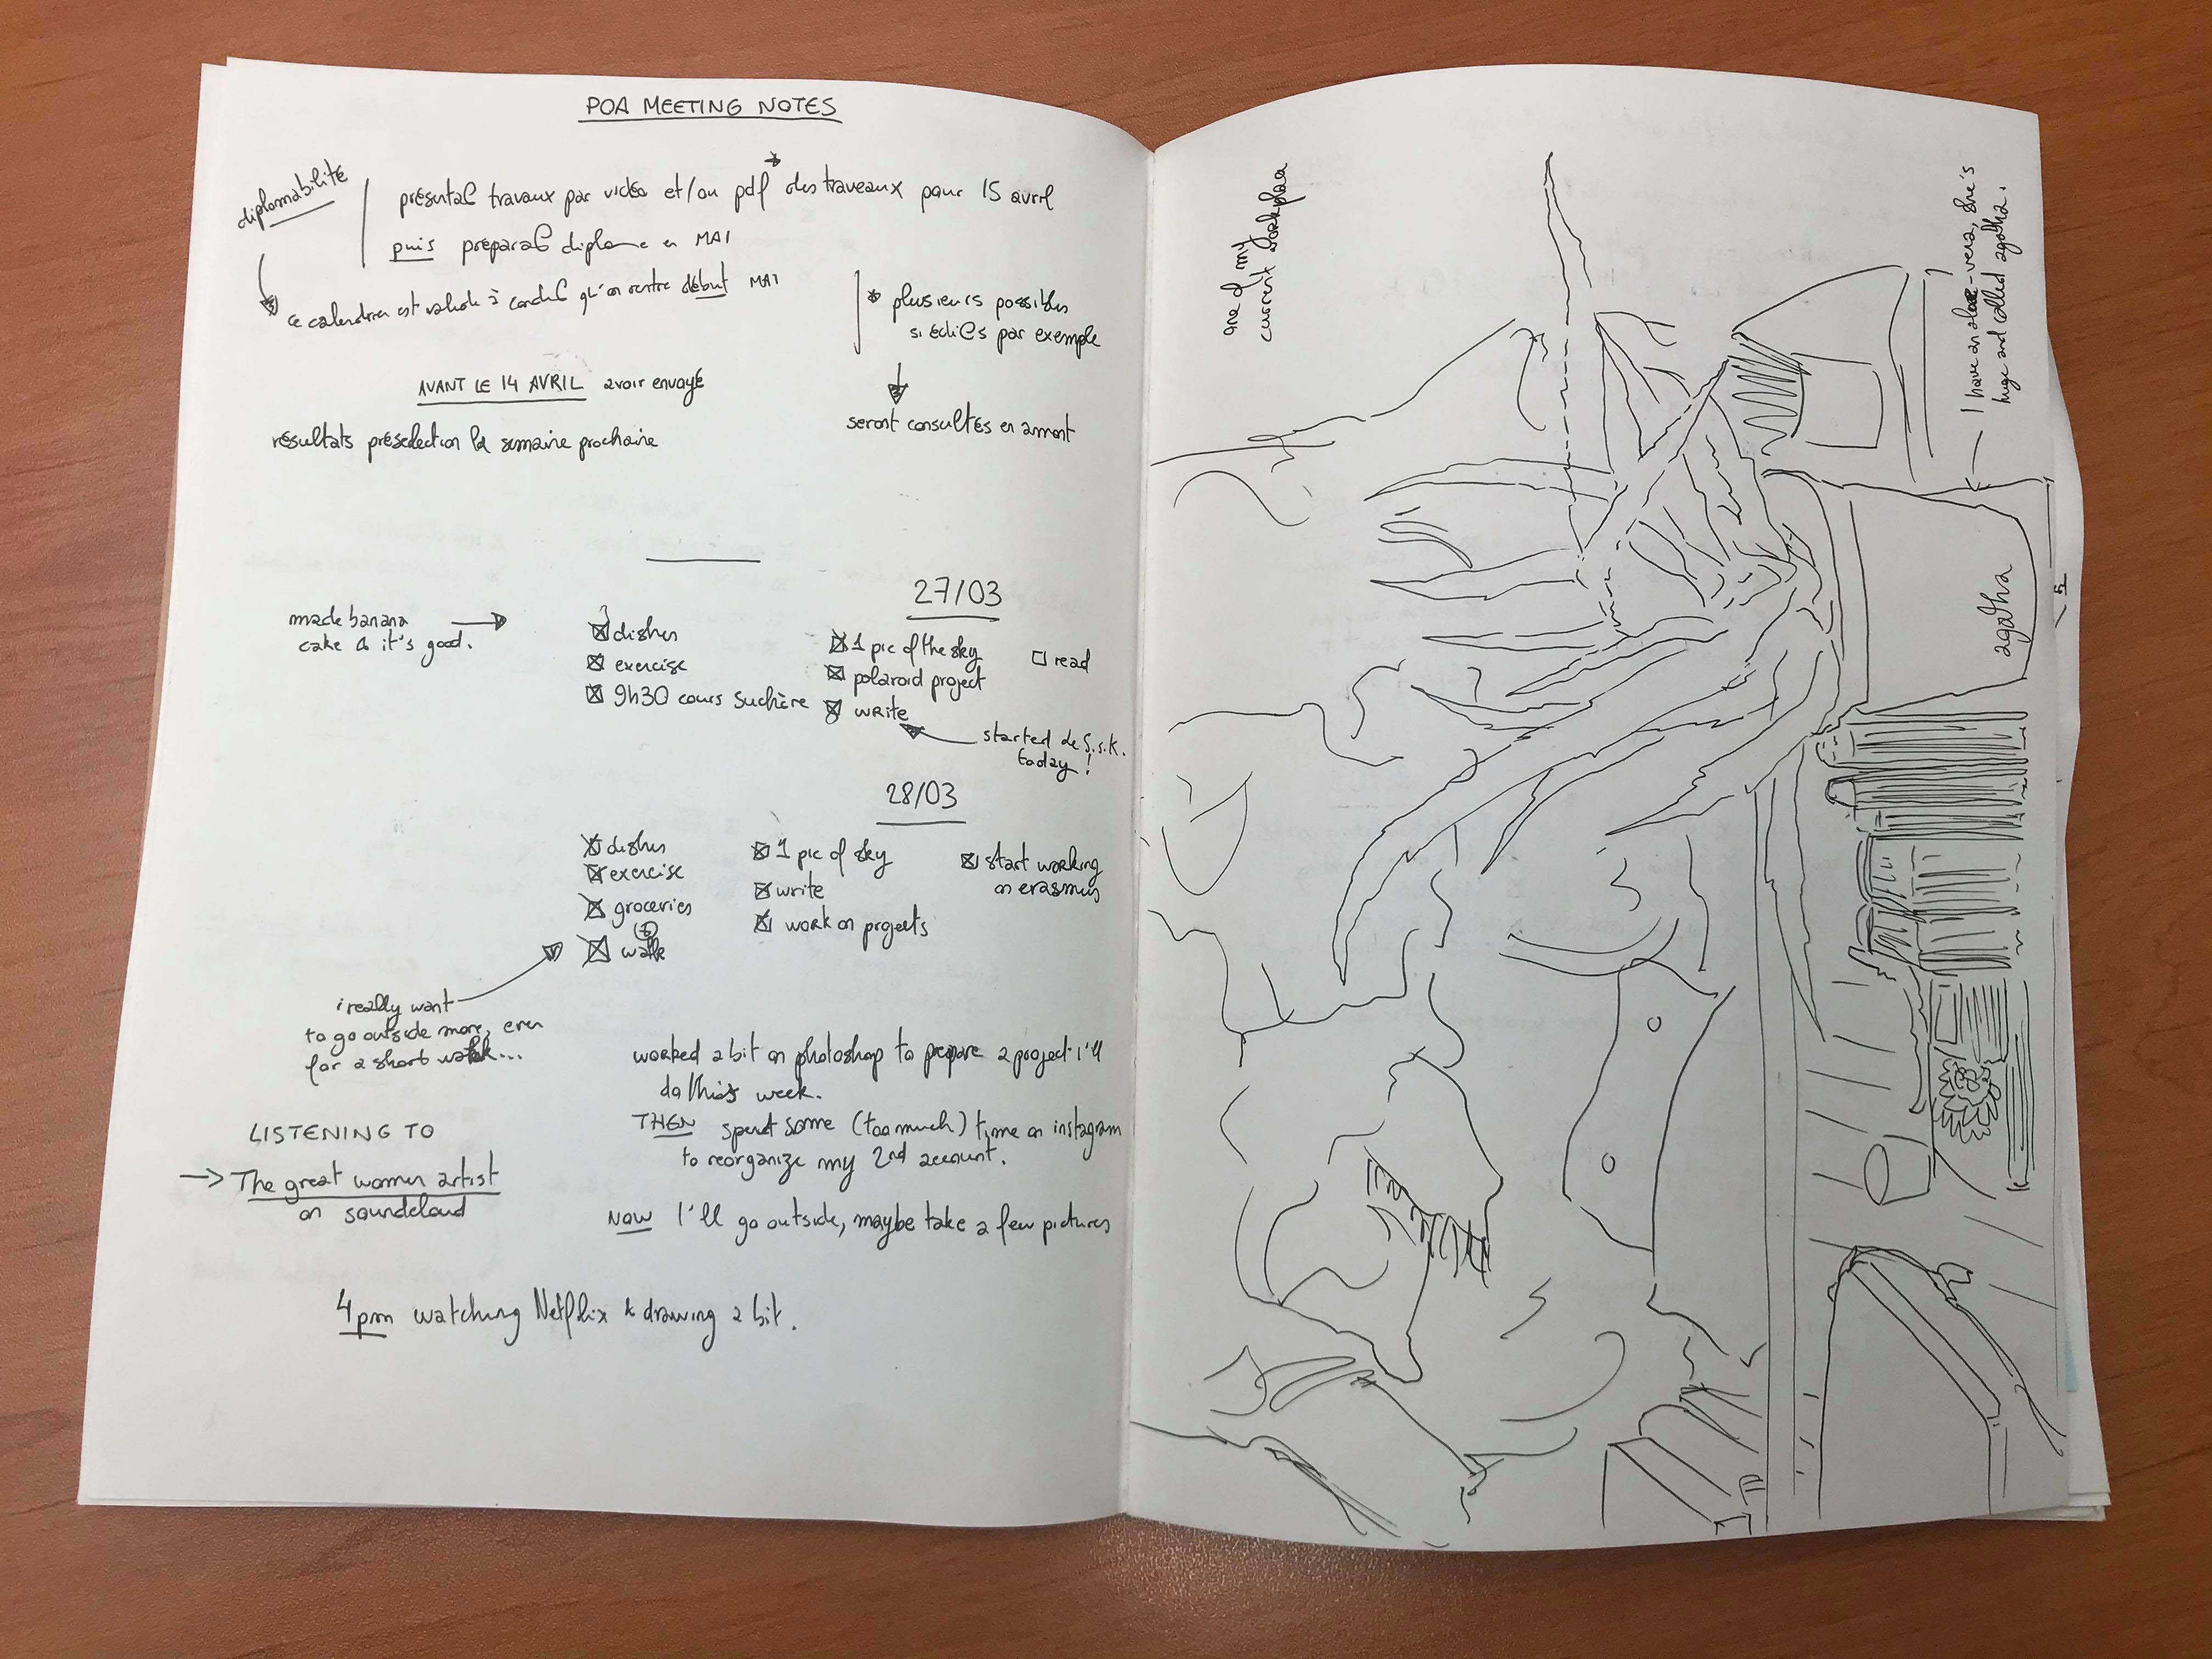 POA MEETING NOTES
diplomabilité
présentat° travaux par vidéo et/ou pdf* des travaux pour 15 avril
puis préparat° diplome en MAI
ce calendrier est valide à condit° qu'on rentre début MAI
* plusieurs possibles
si édit°s par exemple
seront consultés en amont
AVANT LE 14 AVRIL avoir envoyé
résultats préselection la semaine prochaine
27/03
made banana
cake & it's good.
dishes
exercise
9h30 cours Suchère
1 pic of the sky
polaroid project
write
read
started de S.S.K.
today!
28/03
dishes
exercise
groceries
walk
1 pic of sky
write
work on projects
start working
on erasmus
i really want
to go outside more, even
for a short walk...
worked a bit on photoshop to prepare a project i'll
do this week.
THEN spent some (too much) time on instagram
to reorganize my 2nd account.
LISTENING TO
→ The great women artist
on soundcloud
NOW I'll go outside, maybe take a few pictures
4pm watching Netflix & drawing a bit.
one of my
current workplace
I have an aloe-vera, she's
huge and called agatha.
agatha